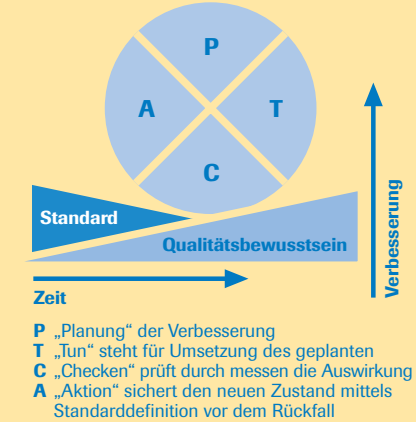 P
A
T
C
Standard
Qualitätsbewusstsein
Verbesserung
Zeit
P „Planung“ der Verbesserung
T „Tun“ steht für Umsetzung des geplanten
C „Checken“ prüft durch messen die Auswirkung
A „Aktion“ sichert den neuen Zustand mittels
Standarddefinition vor dem Rückfall